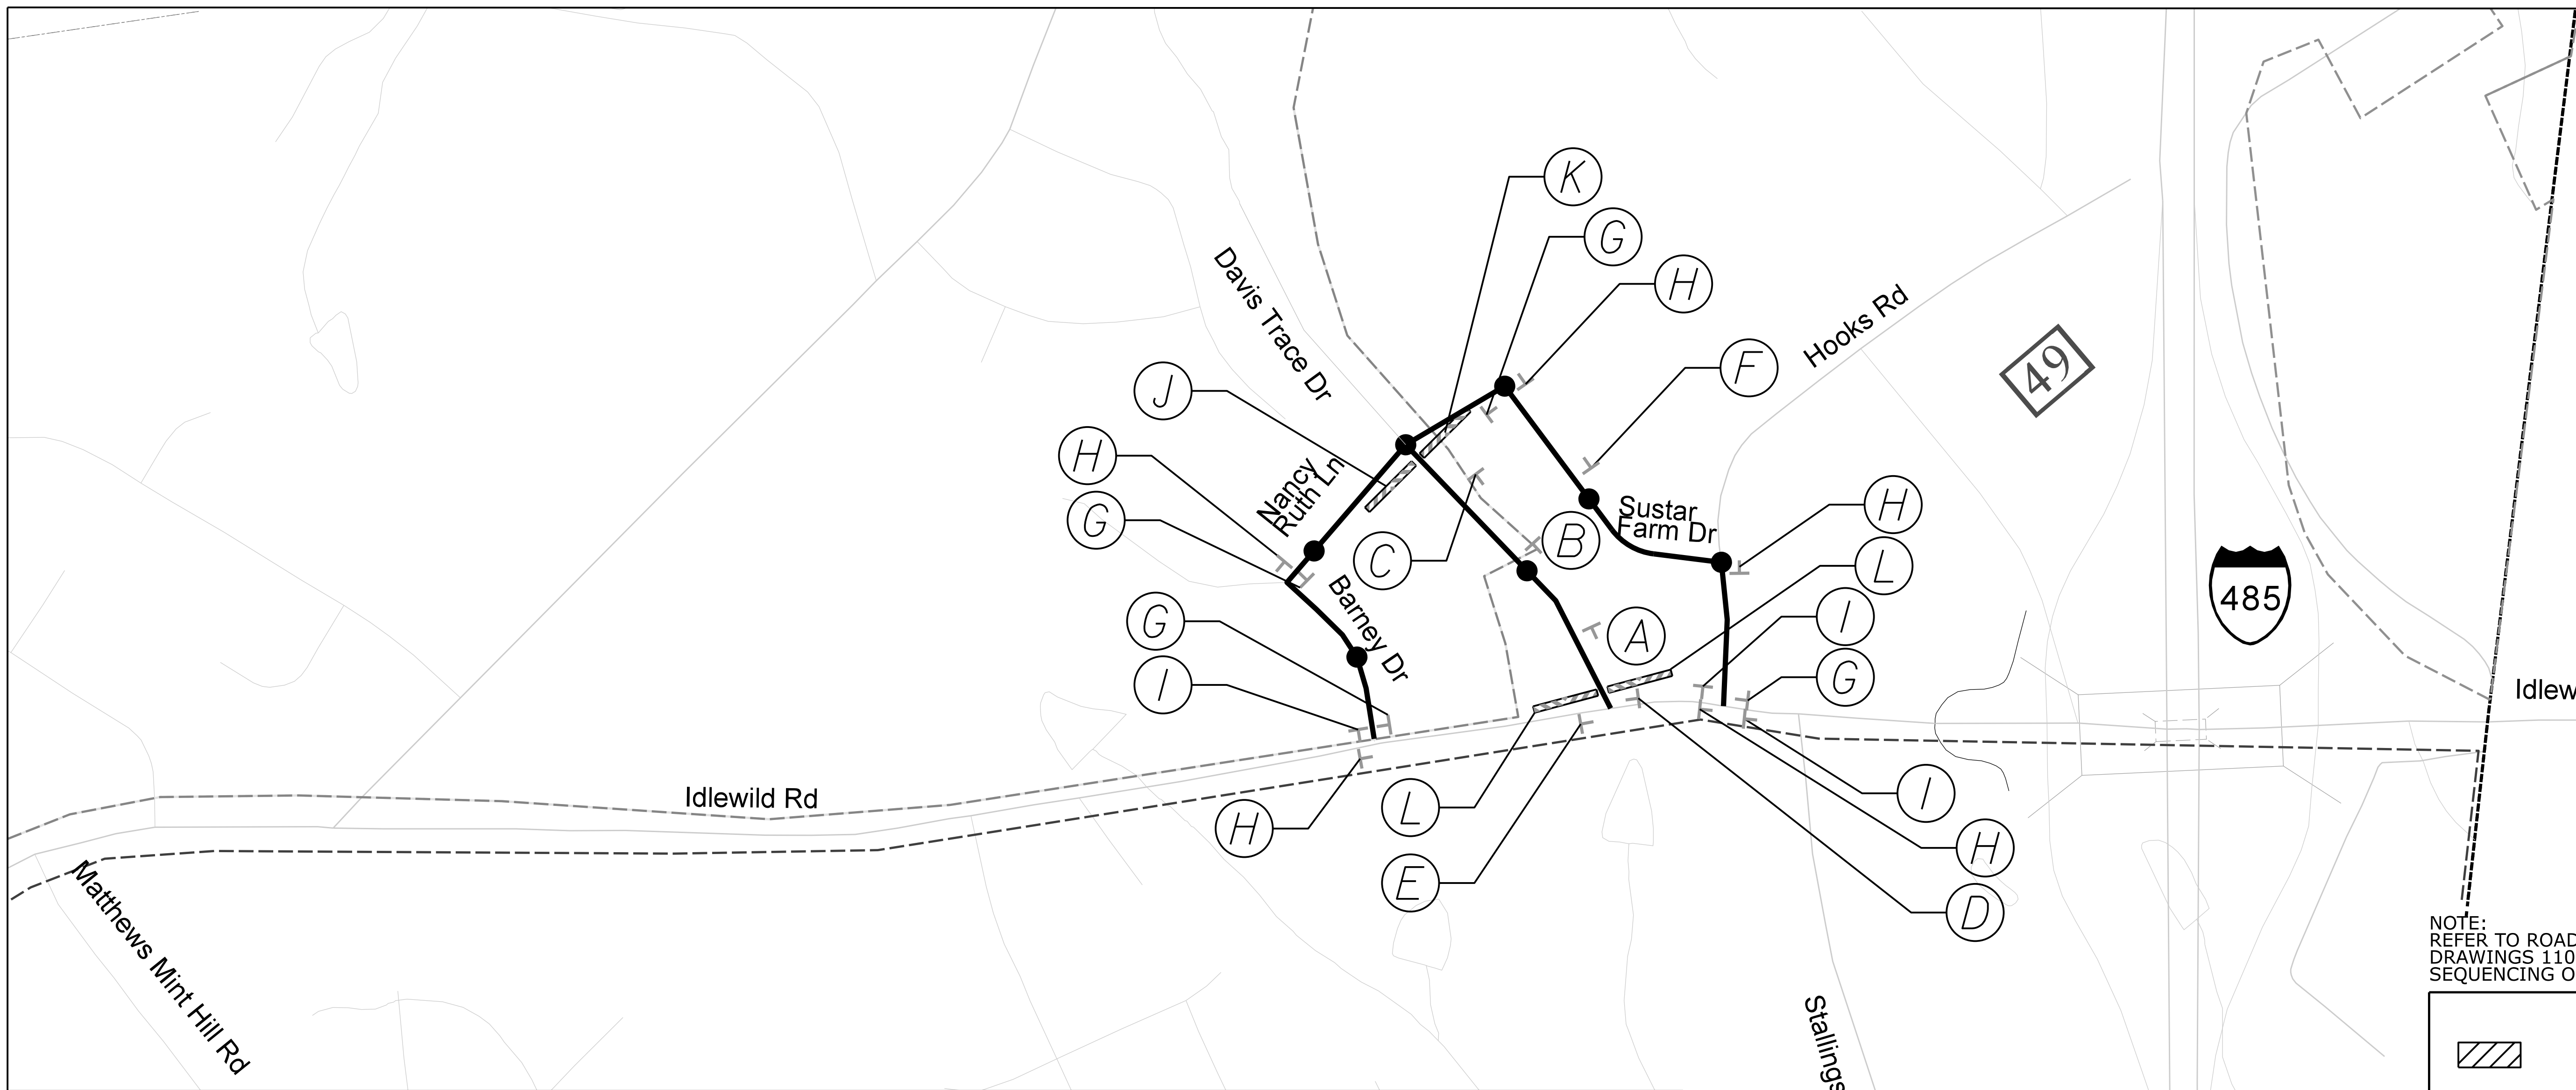 K
G
H
Davis Trace Dr
Hooks Rd
F
49
J
H
Nancy
Ruth Ln
G
Sustar
Farm Dr
H
B
C
L
485
Barney Dr
G
A
I
I
G
Idlew
Idlewild Rd
L
I
H
H
E
D
Matthews Mint Hill Rd
Stallings
NOTE:
REFER TO ROAD
DRAWINGS 110
SEQUENCING O